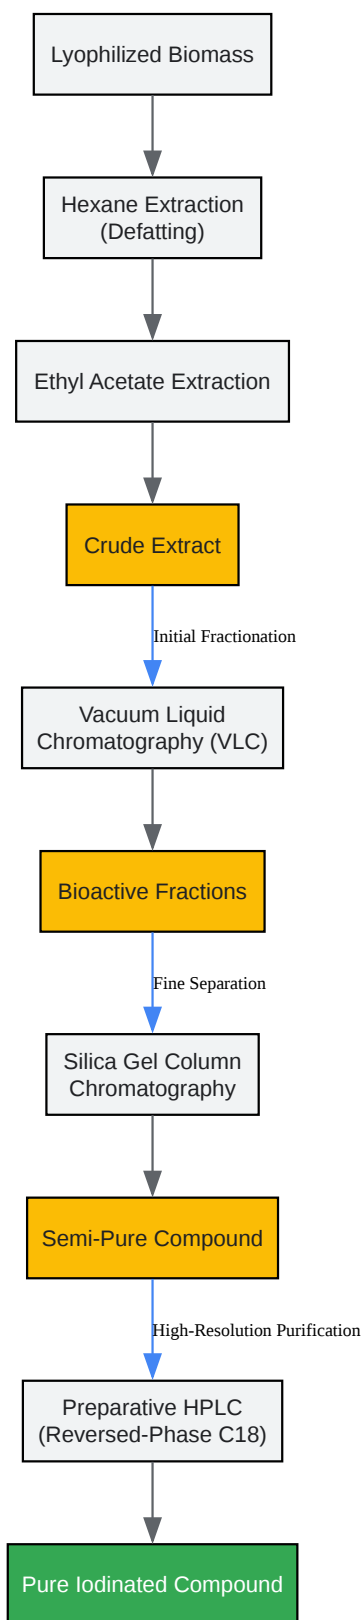 Lyophilized Biomass
Hexane Extraction
(Defatting)
Ethyl Acetate Extraction
Crude Extract
Initial Fractionation
Vacuum Liquid
Chromatography (VLC)
Bioactive Fractions
Fine Separation
Silica Gel Column
Chromatography
Semi-Pure Compound
High-Resolution Purification
Preparative HPLC
(Reversed-Phase C18)
Pure Iodinated Compound